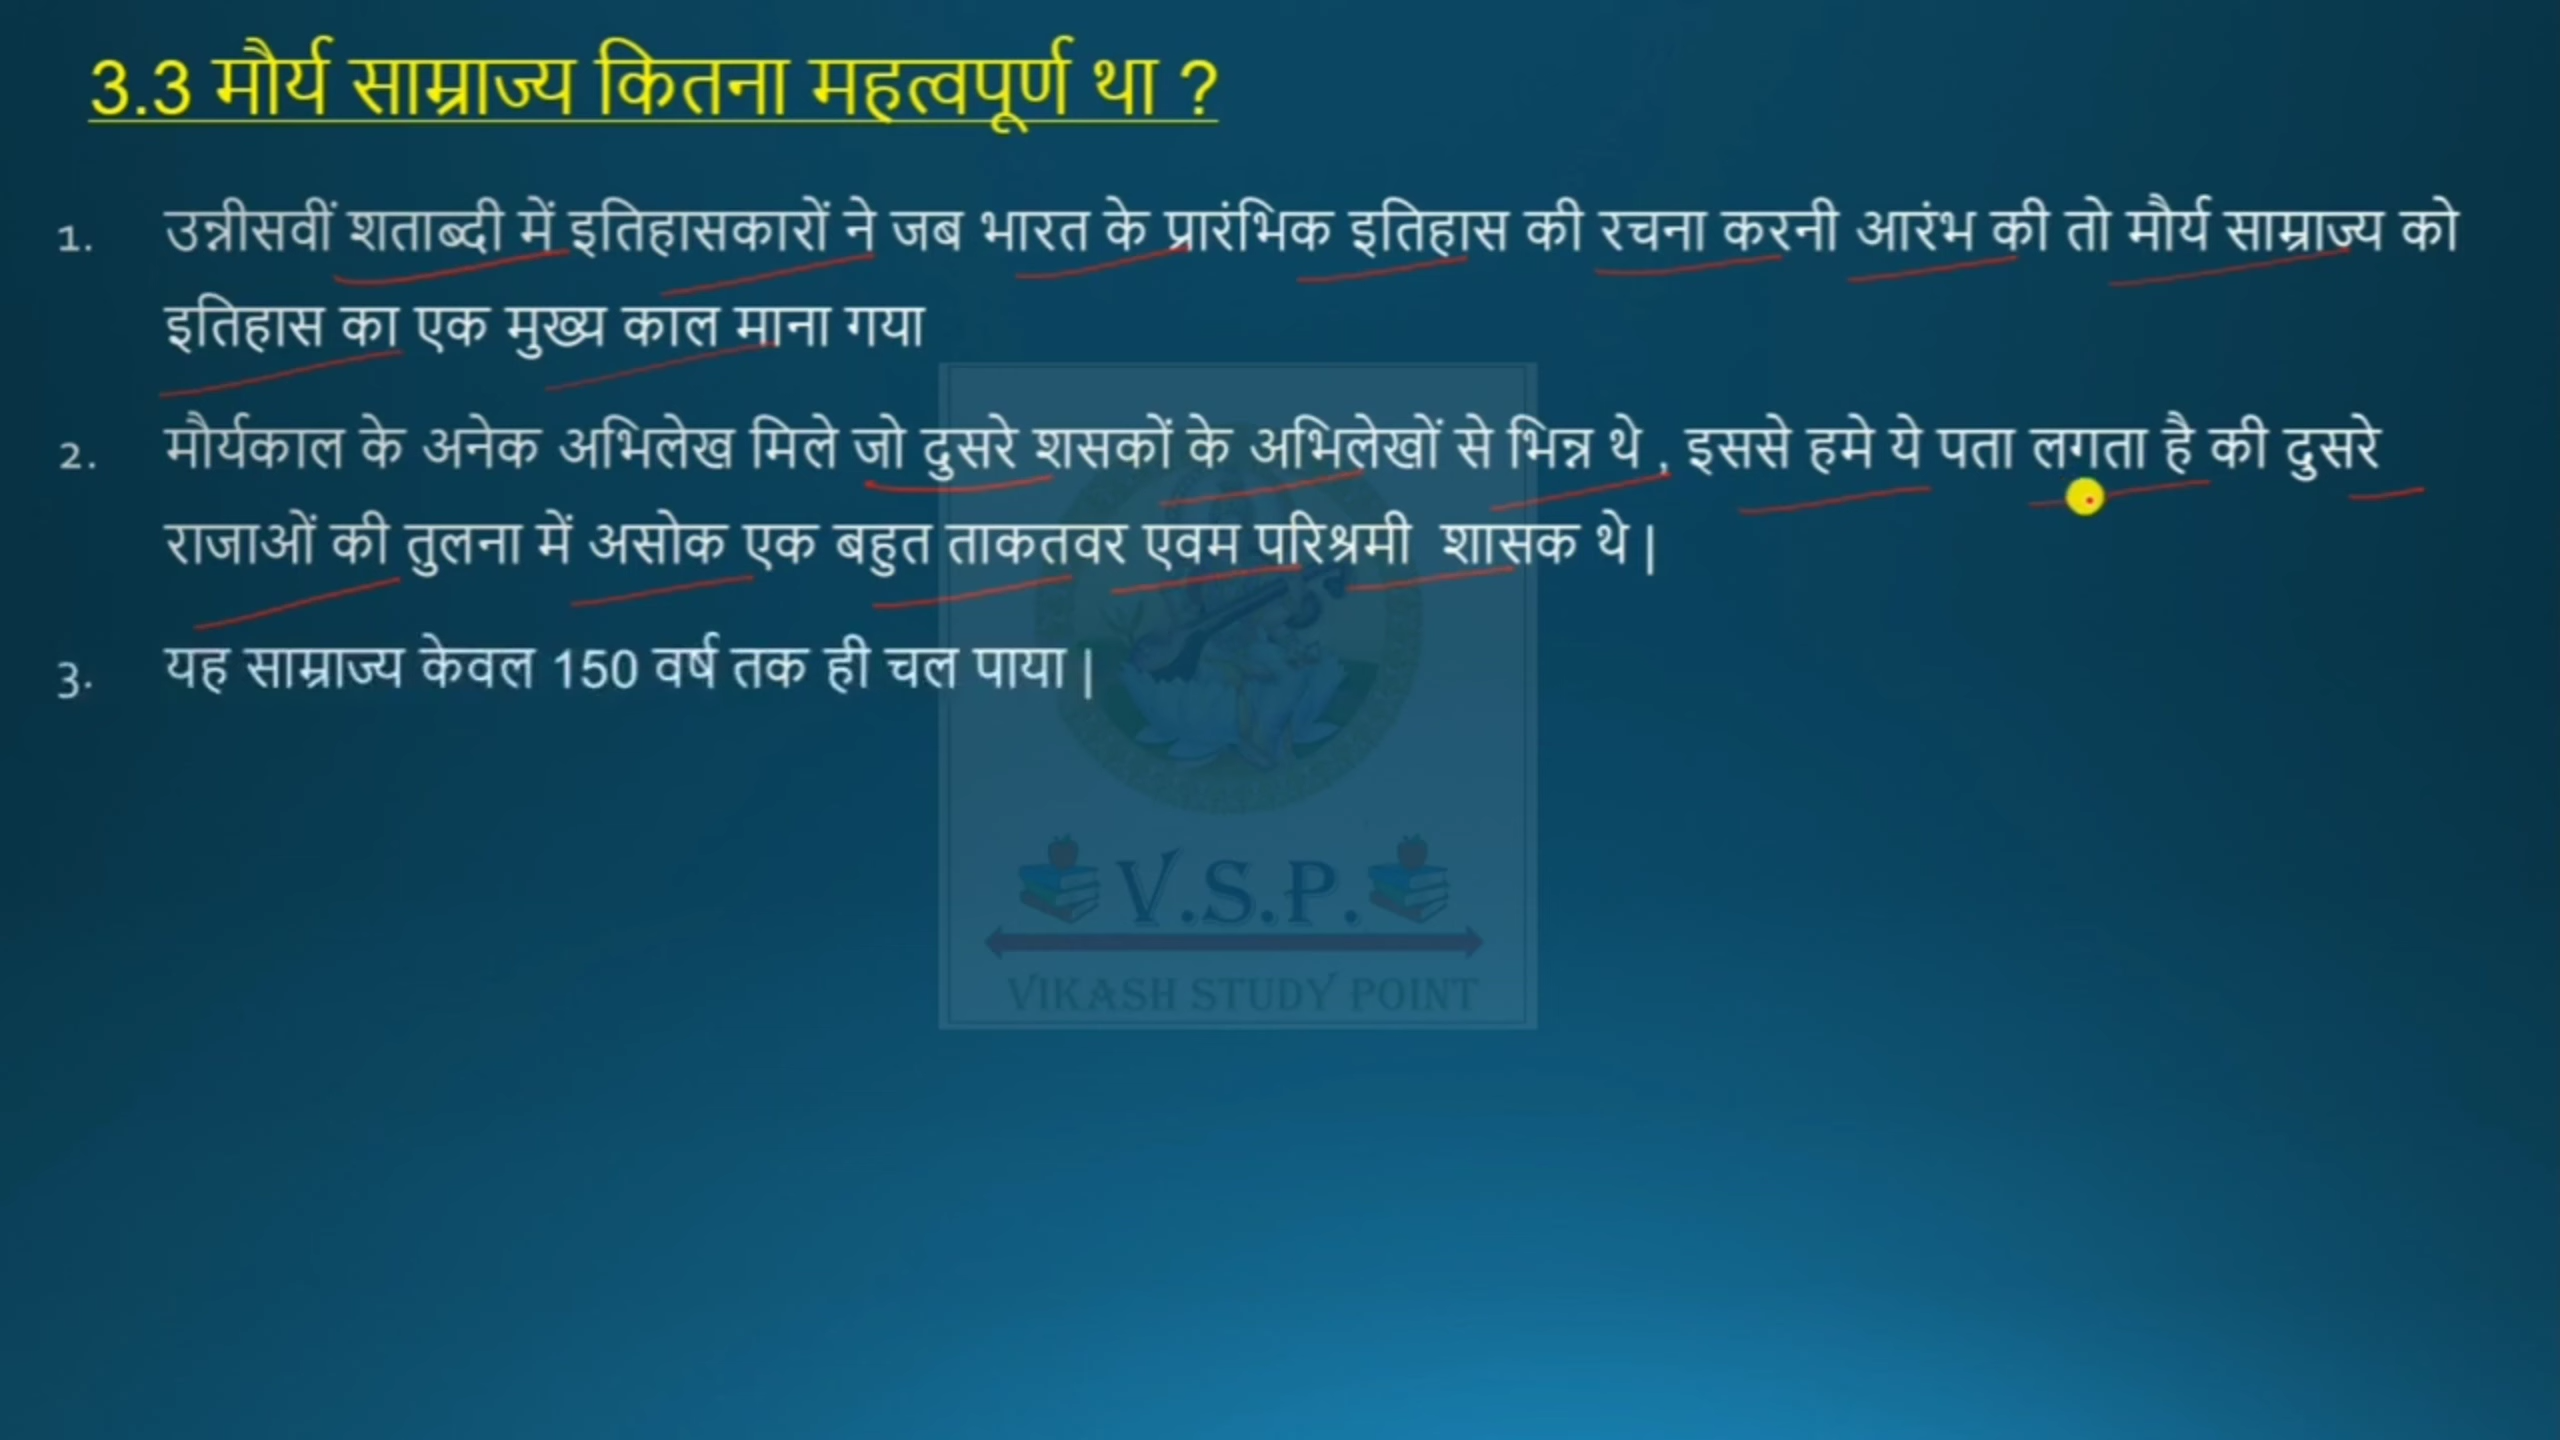 3.3 मौर्य साम्राज्य कितना महत्वपूर्ण था ?
1. उन्नीसवीं शताब्दी में इतिहासकारों ने जब भारत के प्रारंभिक इतिहास की रचना करनी आरंभ की तो मौर्य साम्राज्य को
इतिहास का एक मुख्य काल माना गया
2. मौर्यकाल के अनेक अभिलेख मिले जो दुसरे शसकों के अभिलेखों से भिन्न थे , इससे हमे ये पता लगता है की दुसरे
राजाओं की तुलना में असोक एक बहुत ताकतवर एवम परिश्रमी शासक थे |
3. यह साम्राज्य केवल 150 वर्ष तक ही चल पाया |
V.S.P.
VIKASH STUDY POINT